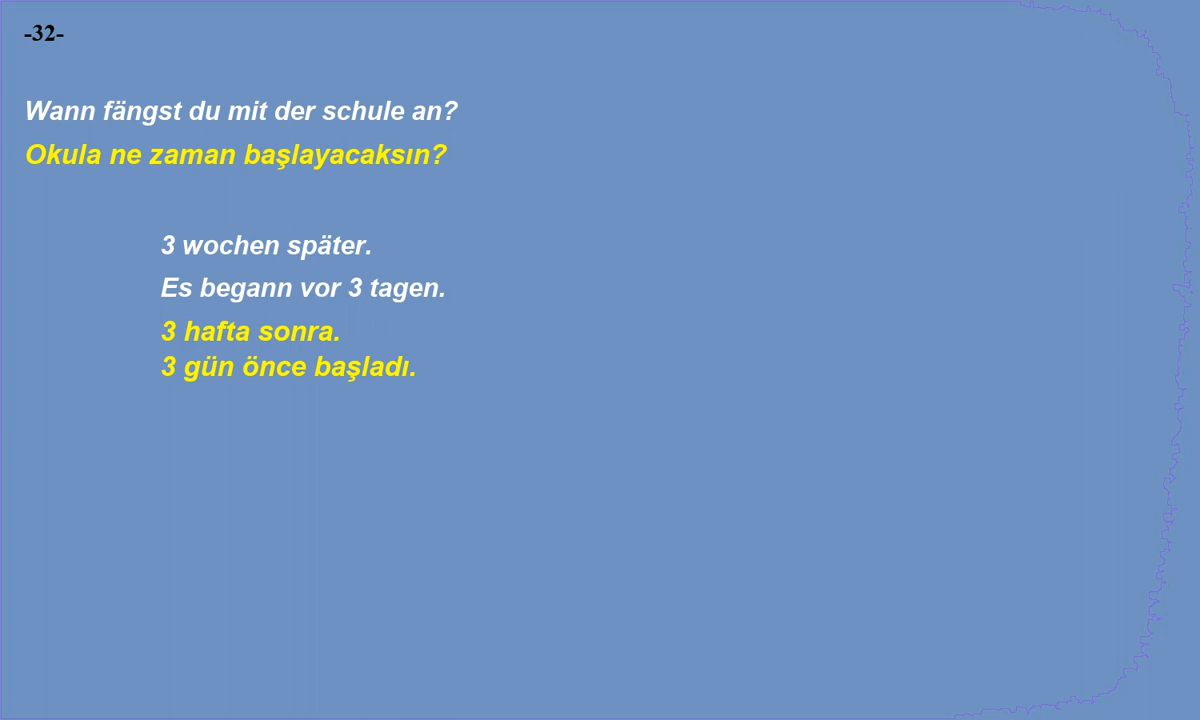 -32-
Wann fängst du mit der schule an?
Okula ne zaman başlayacaksın?
3 wochen später.
Es begann vor 3 tagen.
3 hafta sonra.
3 gün önce başladı.